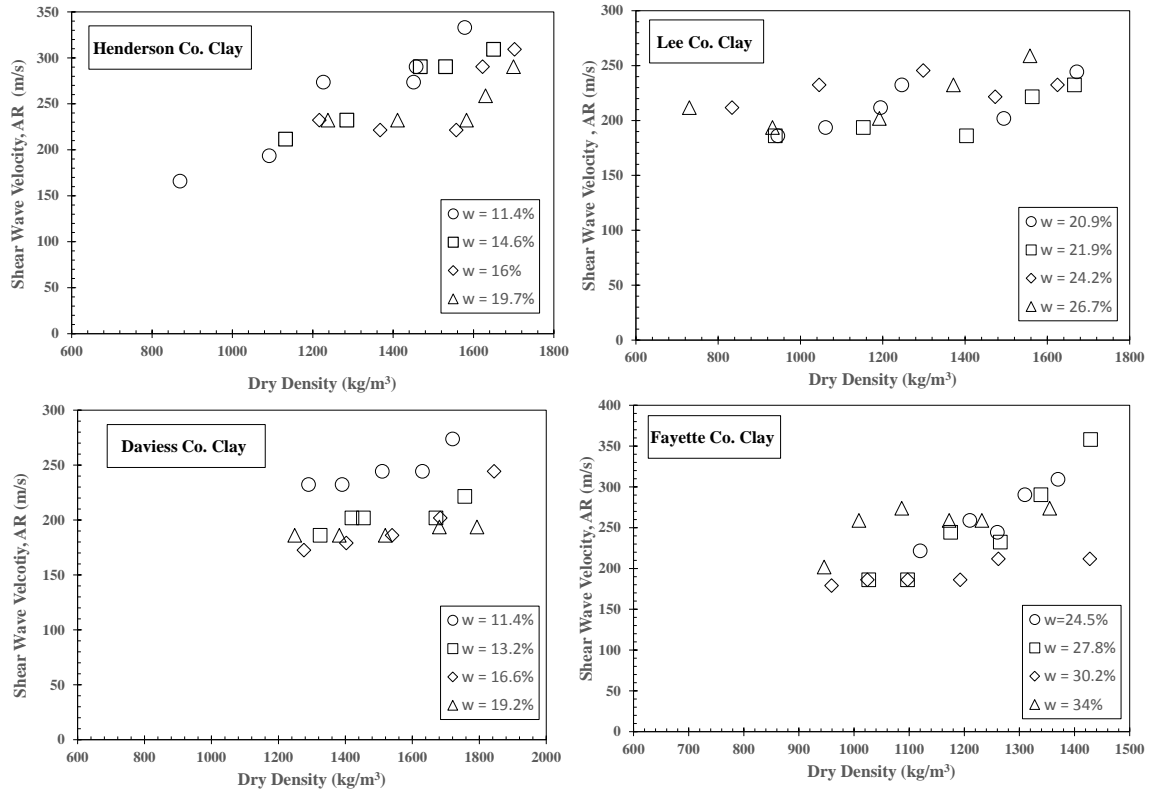 Henderson Co. Clay
Shear Wave Velocity, AR (m/s)
350
300
250
200
150
100
50
0
w = 11.4%
w = 14.6%
w = 16%
w = 19.7%
600 800 1000 1200 1400 1600 1800
Dry Density (kg/m³)
Lee Co. Clay
Shear Wave Velocity , AR (m/s)
300
250
200
150
100
50
0
w = 20.9%
w = 21.9%
w = 24.2%
w = 26.7%
600 800 1000 1200 1400 1600 1800
Dry Density (kg/m³)
Daviess Co. Clay
Shear Wave Velcotiy, AR (m/s)
300
250
200
150
100
50
0
w = 11.4%
w = 13.2%
w = 16.6%
w = 19.2%
600 800 1000 1200 1400 1600 1800 2000
Dry Density (kg/m³)
Fayette Co. Clay
Shear Wave Velocity, AR (m/s)
400
350
300
250
200
150
100
50
0
w=24.5%
w = 27.8%
w = 30.2%
w = 34%
600 700 800 900 1000 1100 1200 1300 1400 1500
Dry Density (kg/m³)